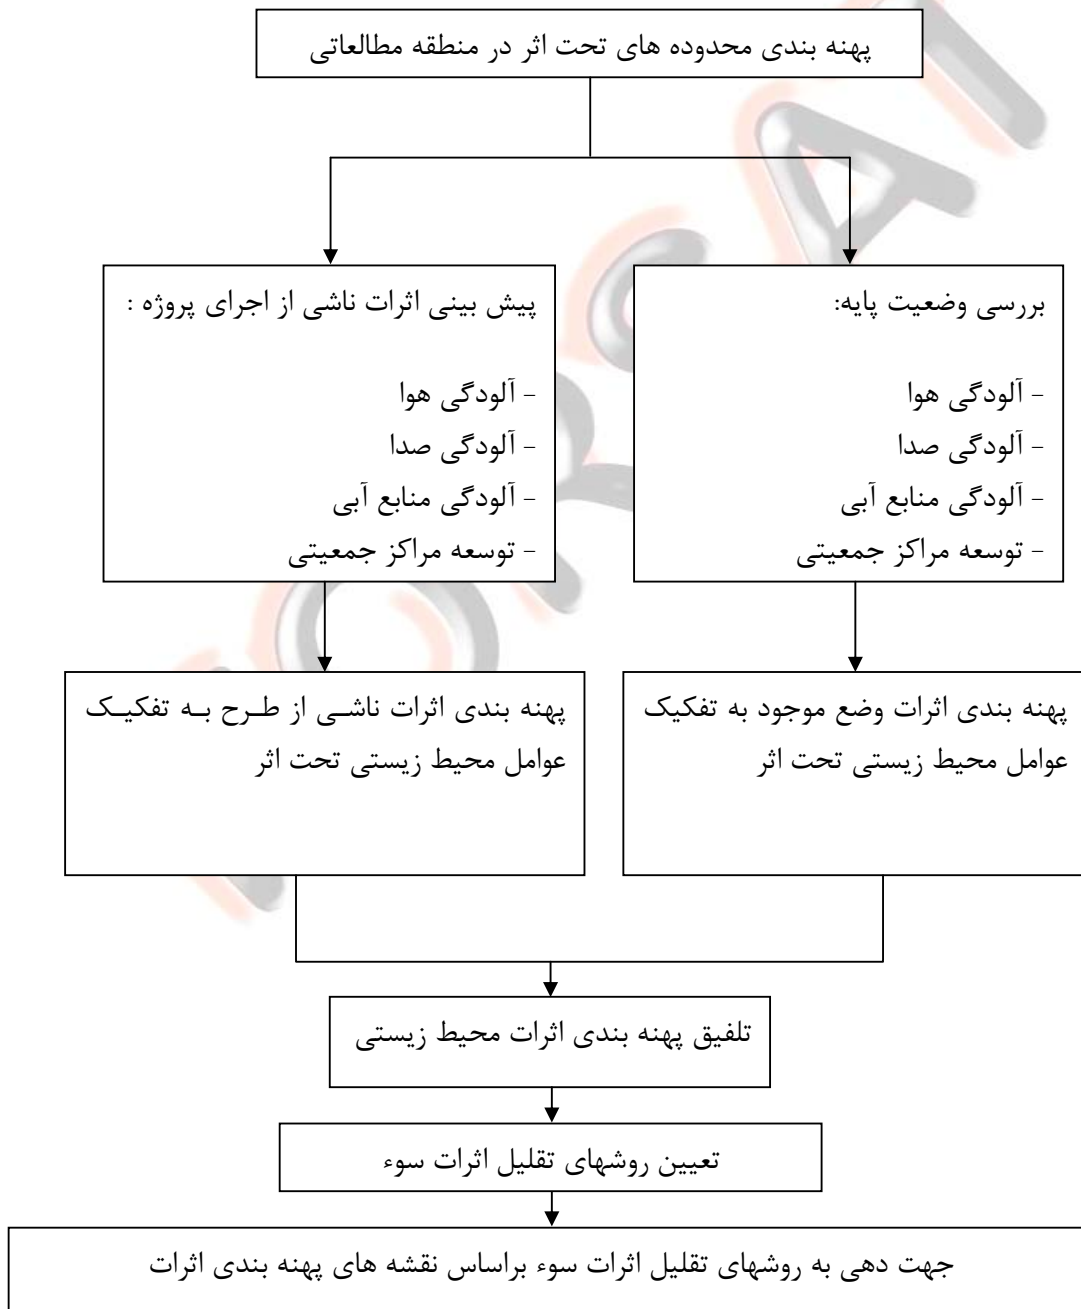 پهنه بندی محدوده های تحت اثر در منطقه مطالعاتی
بررسی وضعیت پایه:
- آلودگی هوا
- آلودگی صدا
- آلودگی منابع آبی
- توسعه مراکز جمعیتی
پیش بینی اثرات ناشی از اجرای پروژه :
- آلودگی هوا
- آلودگی صدا
- آلودگی منابع آبی
- توسعه مراکز جمعیتی
پهنه بندی اثرات وضع موجود به تفکیک
عوامل محیط زیستی تحت اثر
پهنه بندی اثرات ناشی از طرح به تفکیک
عوامل محیط زیستی تحت اثر
تلفیق پهنه بندی اثرات محیط زیستی
تعیین روشهای تقلیل اثرات سوء
جهت دهی به روشهای تقلیل اثرات سوء براساس نقشه های پهنه بندی اثرات